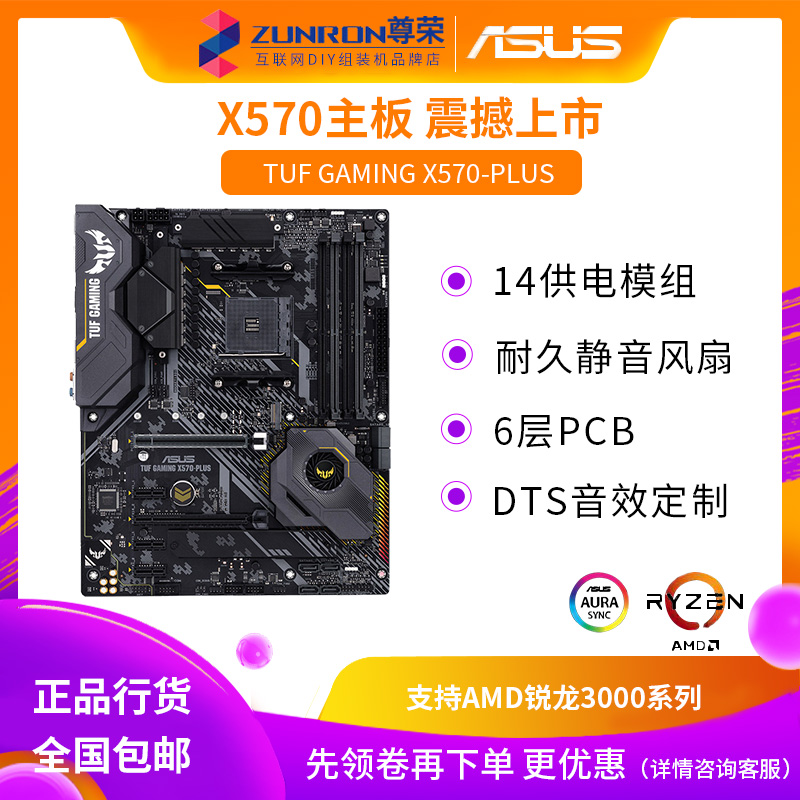 ZUNRON尊荣
互联网DIY组装机品牌店
ASUS
X570主板 震撼上市
TUF GAMING X570-PLUS
TUF GAMING
ASUS
TUF GAMING X570-PLUS
14供电模组
耐久静音风扇
6层PCB
DTS音效定制
ASUS
AURA
SYNC
RYZEN
AMD
支持AMD锐龙3000系列
正品行货
全国包邮
先领卷再下单 更优惠（详情咨询客服）